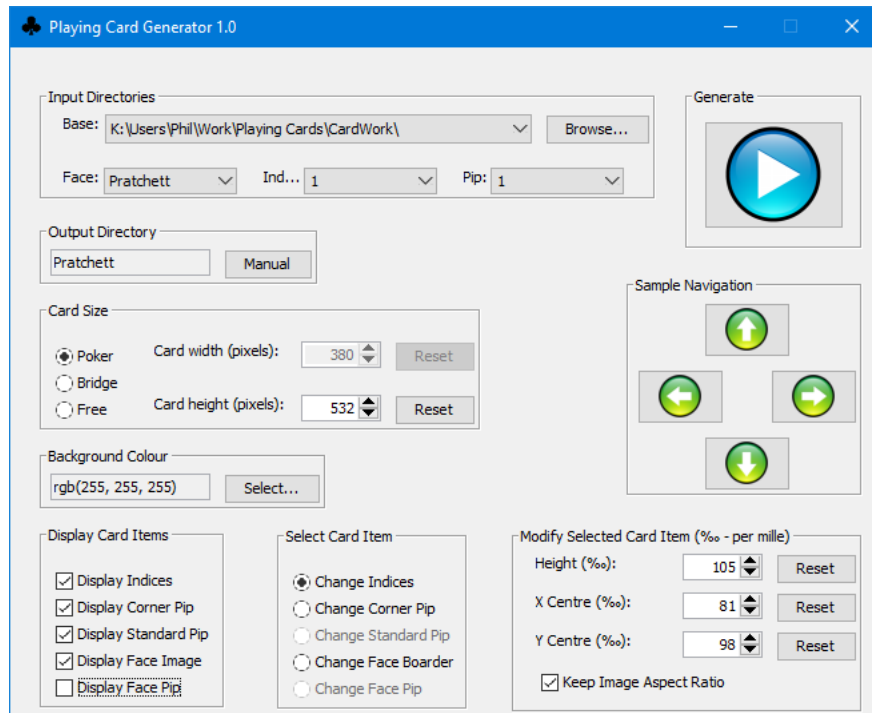 Playing Card Generator 1.0
Input Directories
Base: K:\Users\Phil\Work\Playing Cards\CardWork\ Browse...
Face: Pratchett Ind... 1 Pip: 1
Generate
Output Directory
Pratchett Manual
Sample Navigation
Card Size
Poker
Bridge
Free
Card width (pixels): 380 Reset
Card height (pixels): 532 Reset
Background Colour
rgb(255, 255, 255) Select...
Display Card Items
Display Indices
Display Corner Pip
Display Standard Pip
Display Face Image
Display Face Pip
Select Card Item
Change Indices
Change Corner Pip
Change Standard Pip
Change Face Boarder
Change Face Pip
Modify Selected Card Item (‰ - per mille)
Height (‰): 105 Reset
X Centre (‰): 81 Reset
Y Centre (‰): 98 Reset
Keep Image Aspect Ratio